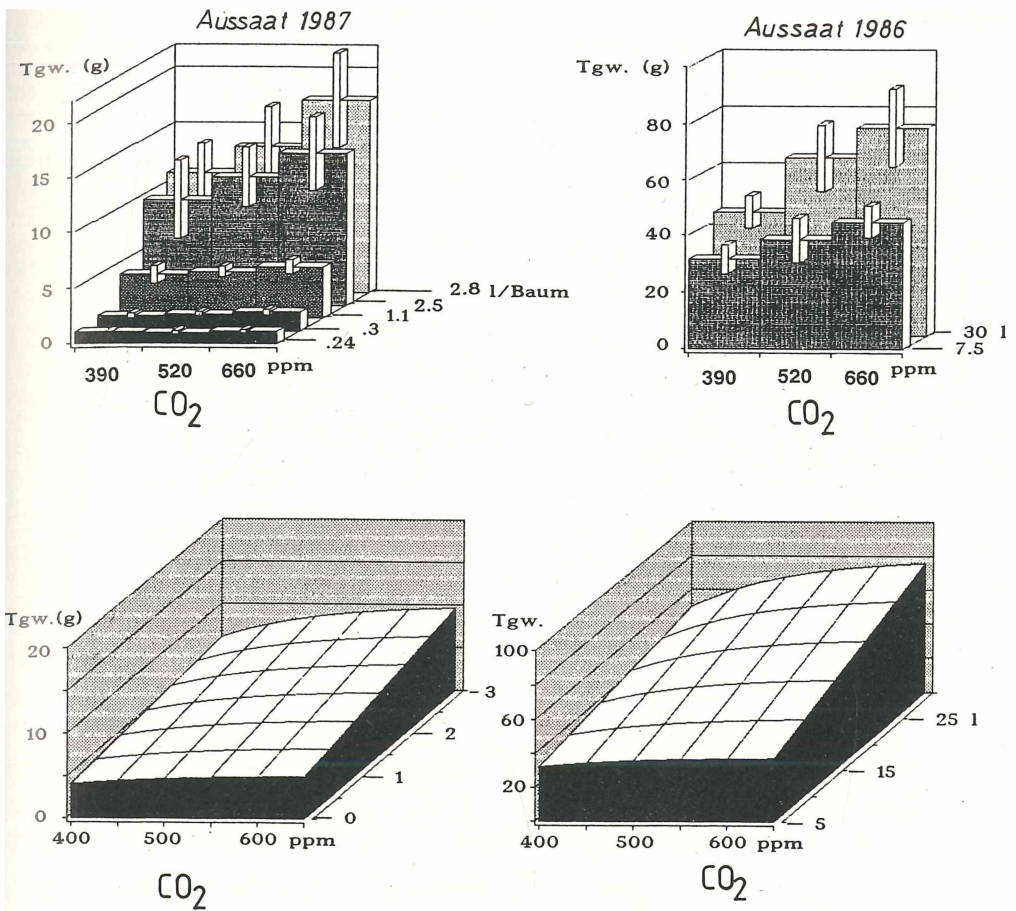 Aussaat 1987
Tgw. (g)
20
15
10
5
0
2.8 l/Baum
2.5
1.1
.3
.24
390 520 660 ppm
CO2
Aussaat 1986
Tgw. (g)
80
60
40
20
0
30 l
7.5
390 520 660 ppm
CO2
Tgw.(g)
20
10
0
3
2
1
0
400 500 600 ppm
CO2
Tgw.
100
60
20
25 l
15
5
400 500 600 ppm
CO2